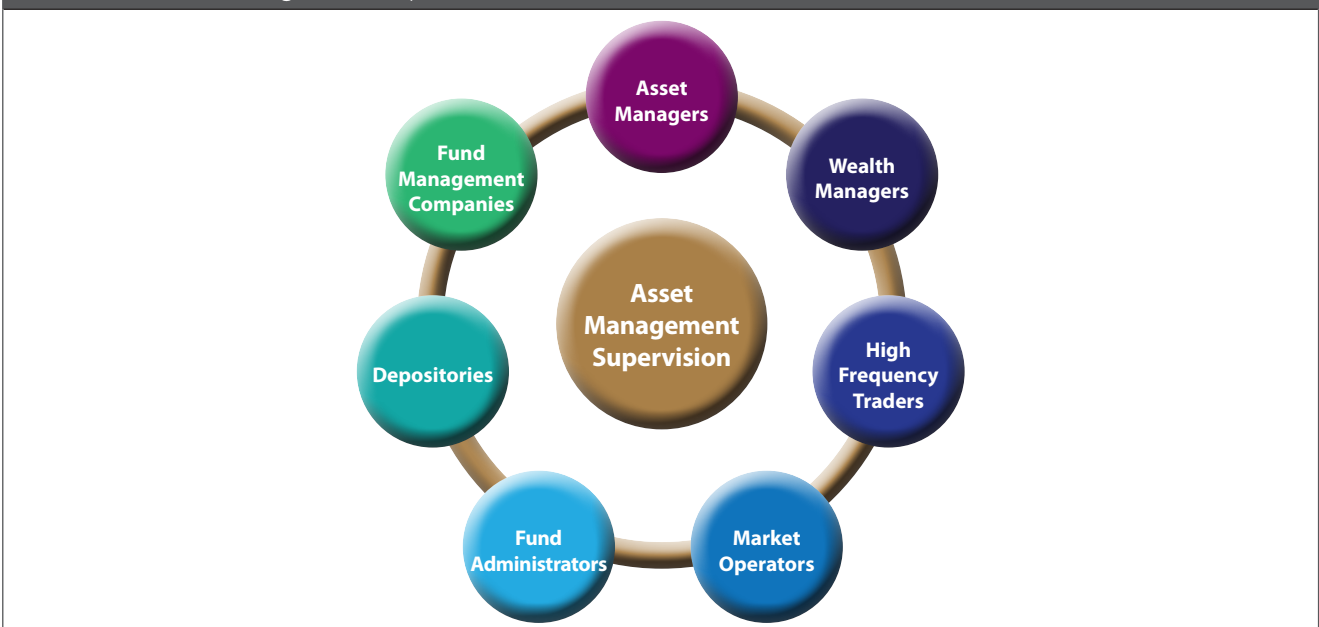 Asset
Managers
Wealth
Managers
High
Frequency
Traders
Market
Operators
Fund
Administrators
Depositories
Fund
Management
Companies
Asset
Management
Supervision